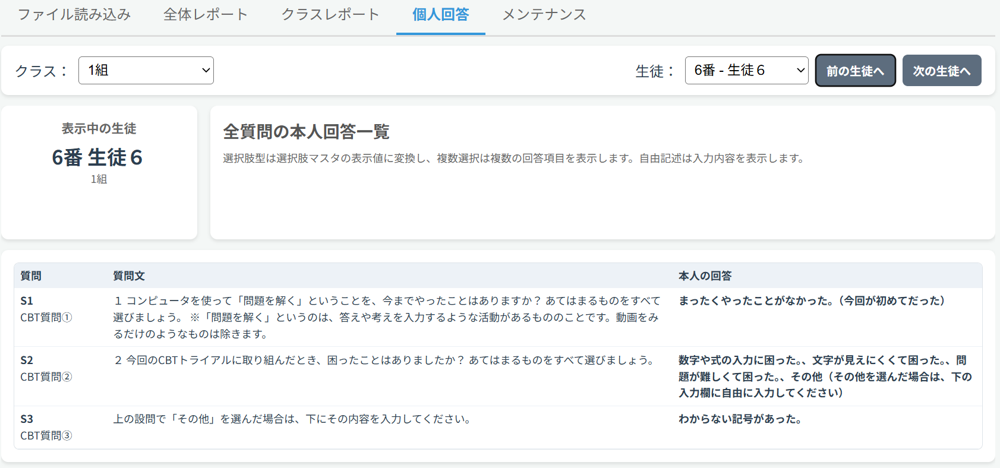 ファイル読み込み 全体レポート クラスレポート 個人回答 メンテナンス
クラス： 1組 生徒： 6番 - 生徒６ 前の生徒へ 次の生徒へ
表示中の生徒
6番 生徒６
1組
全質問の本人回答一覧
選択肢型は選択肢マスタの表示値に変換し、複数選択は複数の回答項目を表示します。自由記述は入力内容を表示します。
質問 質問文 本人の回答
S1
CBT質問①
１ コンピュータを使って「問題を解く」ということを、今までやったことはありますか？ あてはまるものをすべて
選びましょう。 ※「問題を解く」というのは、答えや考えを入力するような活動があるもののことです。動画をみ
るだけのようなものは除きます。
まったくやったことがなかった。（今回が初めてだった）
S2
CBT質問②
２ 今回のCBTトライアルに取り組んだとき、困ったことはありましたか？ あてはまるものをすべて選びましょう。
数字や式の入力に困った。、文字が見えにくくて困った。、問
題が難しくて困った。、その他（その他を選んだ場合は、下の
入力欄に自由に入力してください）
S3
CBT質問③
上の設問で「その他」を選んだ場合は、下にその内容を入力してください。
わからない記号があった。